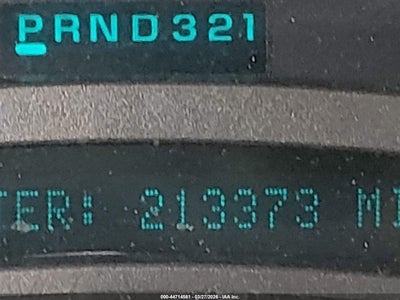 PRND321
TER: 213373 MI
000-44714581 - 03/27/2026 - IAA Inc.